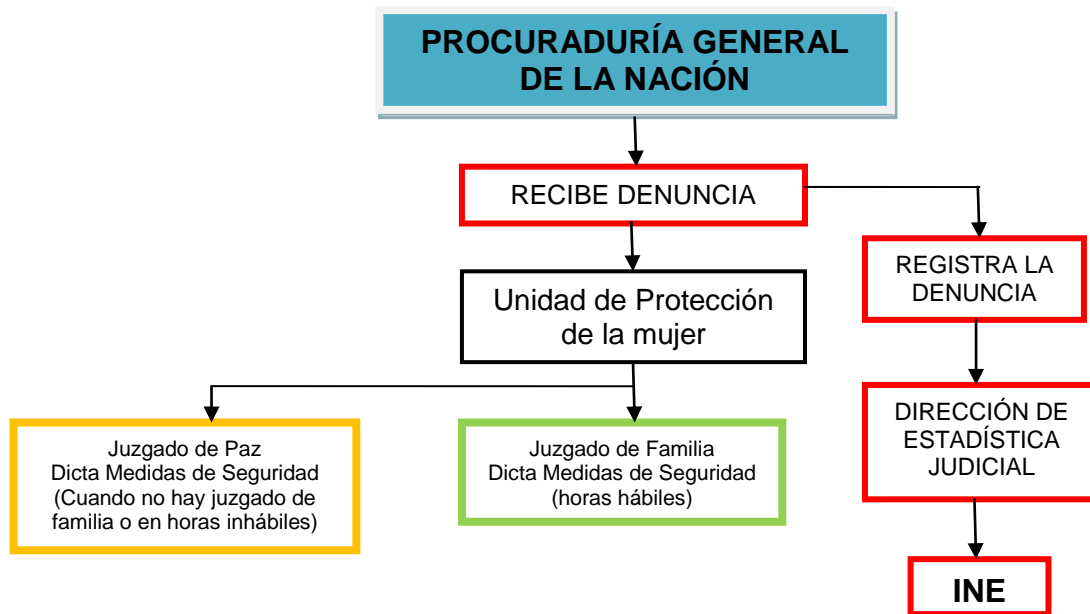 PROCURADURÍA GENERAL
DE LA NACIÓN
RECIBE DENUNCIA
REGISTRA LA
DENUNCIA
Unidad de Protección
de la mujer
DIRECCIÓN DE
ESTADÍSTICA
JUDICIAL
Juzgado de Paz
Dicta Medidas de Seguridad
(Cuando no hay juzgado de
familia o en horas inhábiles)
Juzgado de Familia
Dicta Medidas de Seguridad
(horas hábiles)
INE